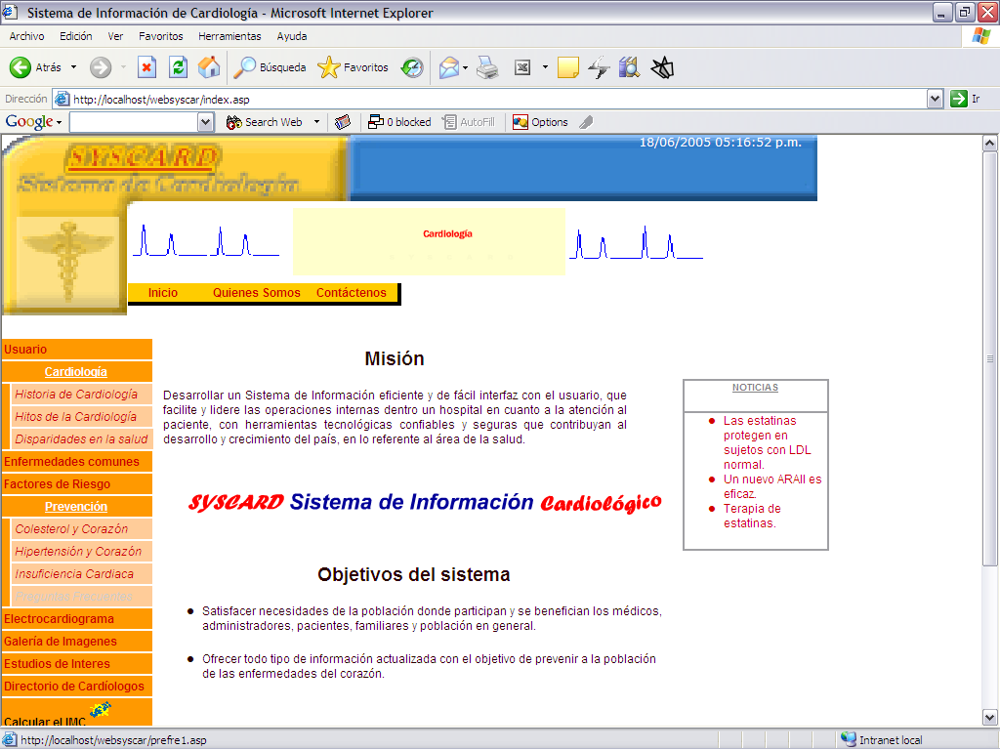 Sistema de Información de Cardiología - Microsoft Internet Explorer
Archivo Edición Ver Favoritos Herramientas Ayuda
Atrás Búsqueda Favoritos
Dirección http://localhost/websyscar/index.asp Ir
Google Search Web 0 blocked AutoFill Options
18/06/2005 05:16:52 p.m.
SYSCARD
Sistema de Cardiología
Cardiología
Inicio Quienes Somos Contáctenos
Usuario
Cardiología
Historia de Cardiología
Hitos de la Cardiología
Disparidades en la salud
Enfermedades comunes
Factores de Riesgo
Prevención
Colesterol y Corazón
Hipertensión y Corazón
Insuficiencia Cardiaca
Preguntas Frecuentes
Electrocardiograma
Galería de Imagenes
Estudios de Interes
Directorio de Cardíologos
Calcular el IMC
Misión
Desarrollar un Sistema de Información eficiente y de fácil interfaz con el usuario, que
facilite y lidere las operaciones internas dentro un hospital en cuanto a la atención al
paciente, con herramientas tecnológicas confiables y seguras que contribuyan al
desarrollo y crecimiento del país, en lo referente al área de la salud.
SYSCARD Sistema de Información Cardiológico
Objetivos del sistema
Satisfacer necesidades de la población donde participan y se benefician los médicos,
administradores, pacientes, familiares y población en general.
Ofrecer todo tipo de información actualizada con el objetivo de prevenir a la población
de las enfermedades del corazón.
NOTICIAS
Las estatinas
protegen en
sujetos con LDL
normal.
Un nuevo ARAII es
eficaz.
Terapia de
estatinas.
http://localhost/websyscar/prefre1.asp Intranet local